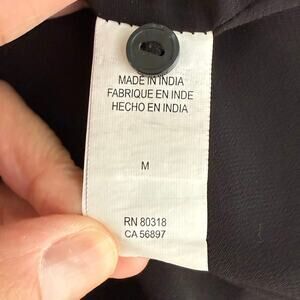 MADE IN INDIA
FABRIQUE EN INDE
HECHO EN INDIA
M
RN 80318
CA 56897